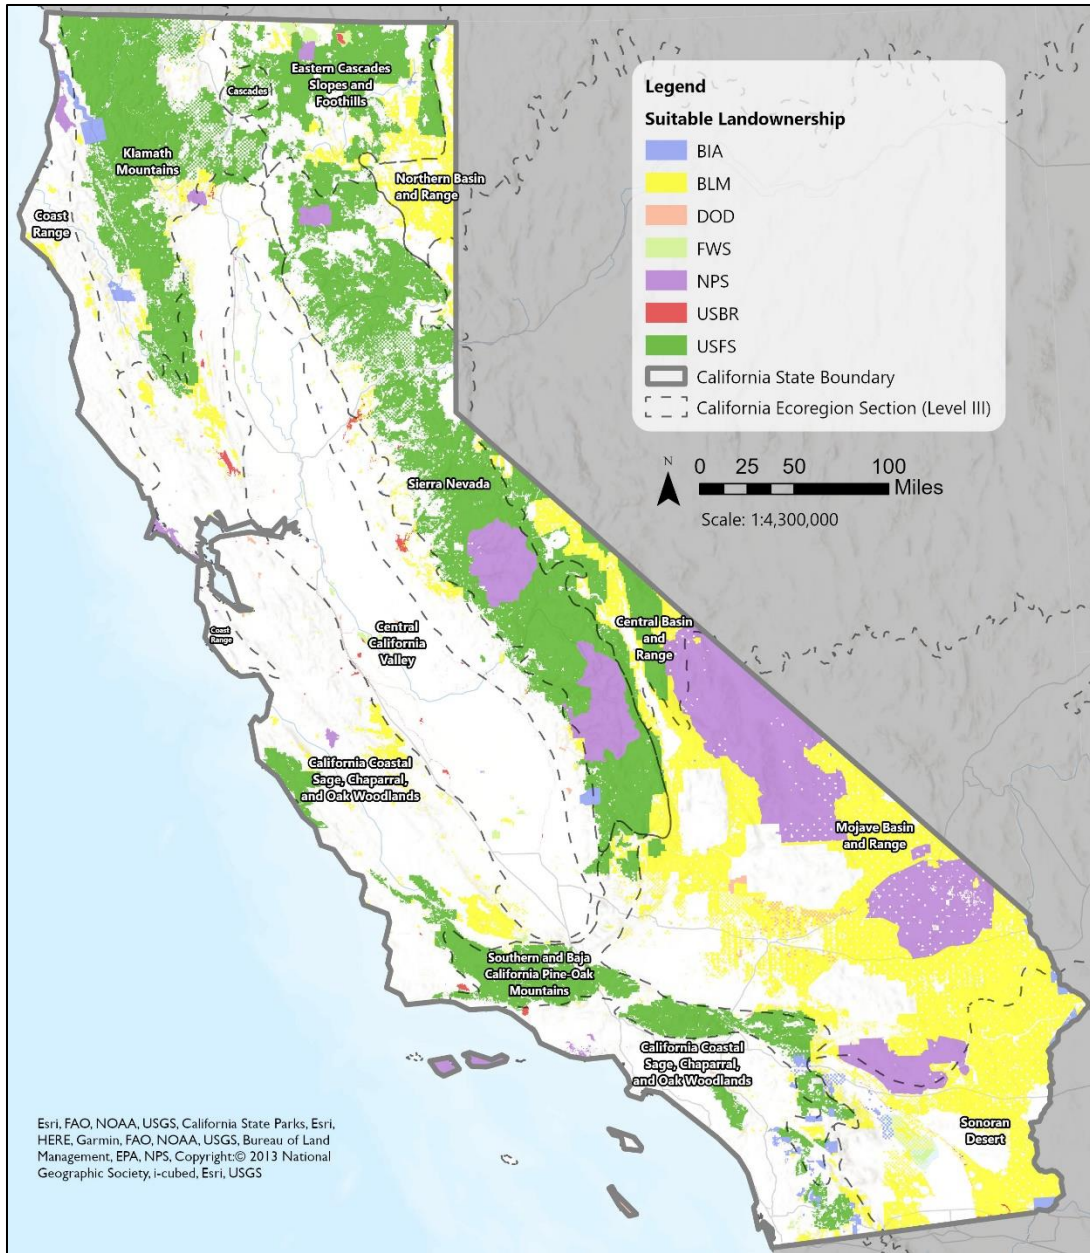 Legend
Suitable Landownership
BIA
BLM
DOD
FWS
NPS
USBR
USFS
California State Boundary
California Ecoregion Section (Level III)
N
0 25 50 100
Miles
Scale: 1:4,300,000
Eastern Cascades
Slopes and
Foothills
Cascades
Klamath
Mountains
Northern Basin
and Range
Coast
Range
Sierra Nevada
Coast
Range
Central
California
Valley
Central Basin
and
Range
California Coastal
Sage, Chaparral,
and Oak Woodlands
Mojave Basin
and Range
Southern and Baja
California Pine-Oak
Mountains
California Coastal
Sage, Chaparral,
and Oak Woodlands
Sonoran
Desert
Esri, FAO, NOAA, USGS, California State Parks, Esri,
HERE, Garmin, FAO, NOAA, USGS, Bureau of Land
Management, EPA, NPS, Copyright:© 2013 National
Geographic Society, i-cubed, Esri, USGS